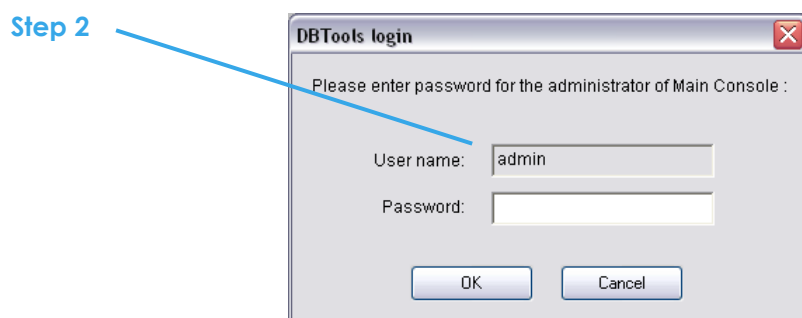 Step 2
DBTools login
Please enter password for the administrator of Main Console :
User name: admin
Password:
OK Cancel